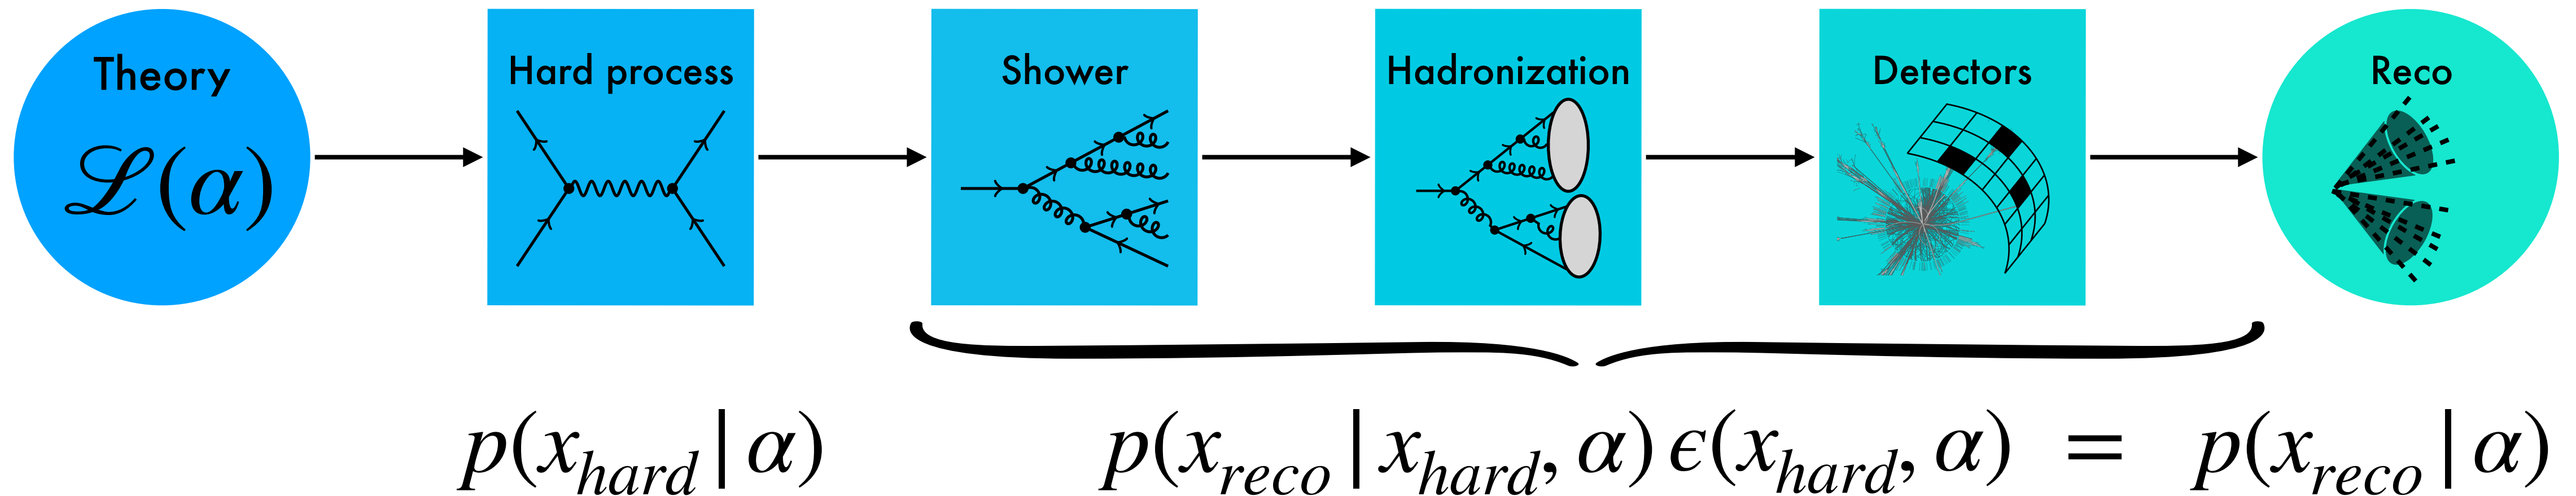 Theory
ℒ(α)
Hard process
Shower
Hadronization
Detectors
Reco
p(x_hard | α) p(x_reco | x_hard, α) ϵ(x_hard, α) = p(x_reco | α)